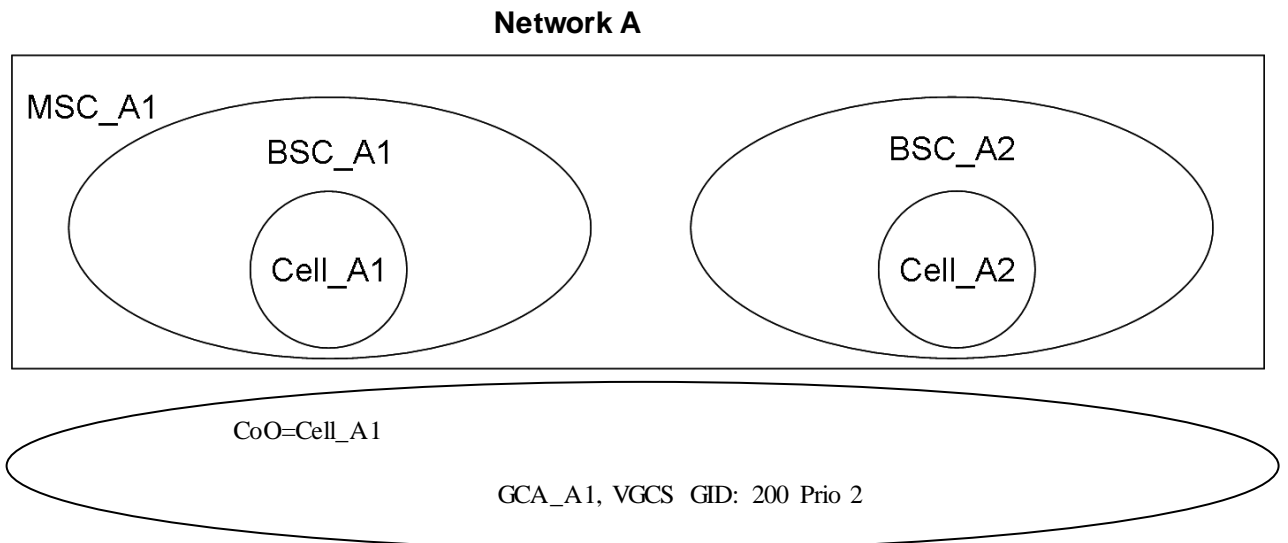 Network A
MSC_A1
BSC_A1
BSC_A2
Cell_A1
Cell_A2
CoO=Cell_A1
GCA_A1, VGCS GID: 200 Prio 2